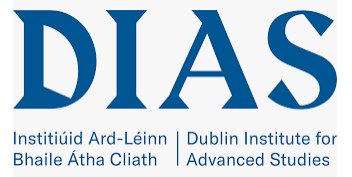 DIAS
Institiúid Ard-Léinn
Bhaile Átha Cliath
Dublin Institute for
Advanced Studies